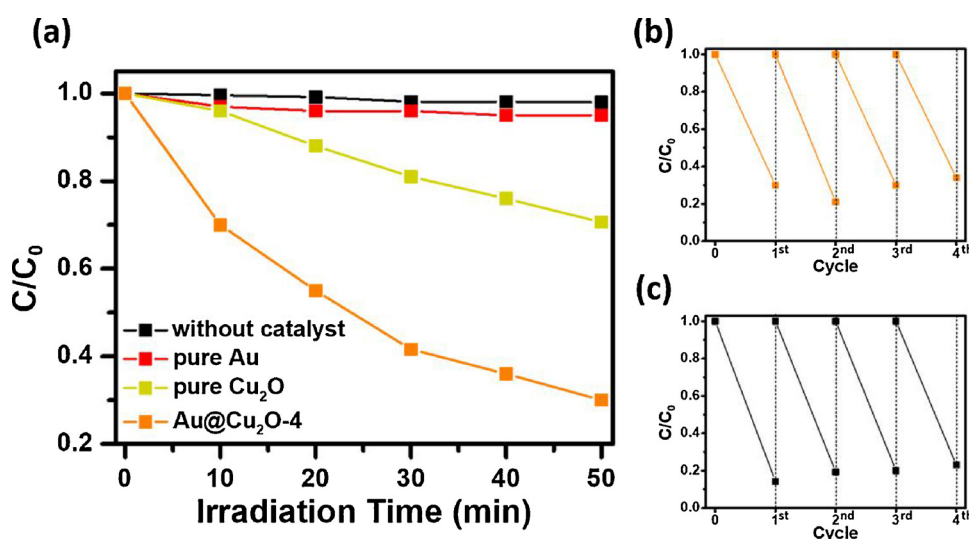 (a)
1.0
0.8
0.6
0.4
0.2
C/C₀
without catalyst
pure Au
pure Cu₂O
Au@Cu₂O-4
0 10 20 30 40 50
Irradiation Time (min)
(b)
1.0
0.8
0.6
0.4
0.2
0.0
C/C₀
0 1st 2nd 3rd 4th
Cycle
(c)
1.0
0.8
0.6
0.4
0.2
0.0
C/C₀
0 1st 2nd 3rd 4th
Cycle